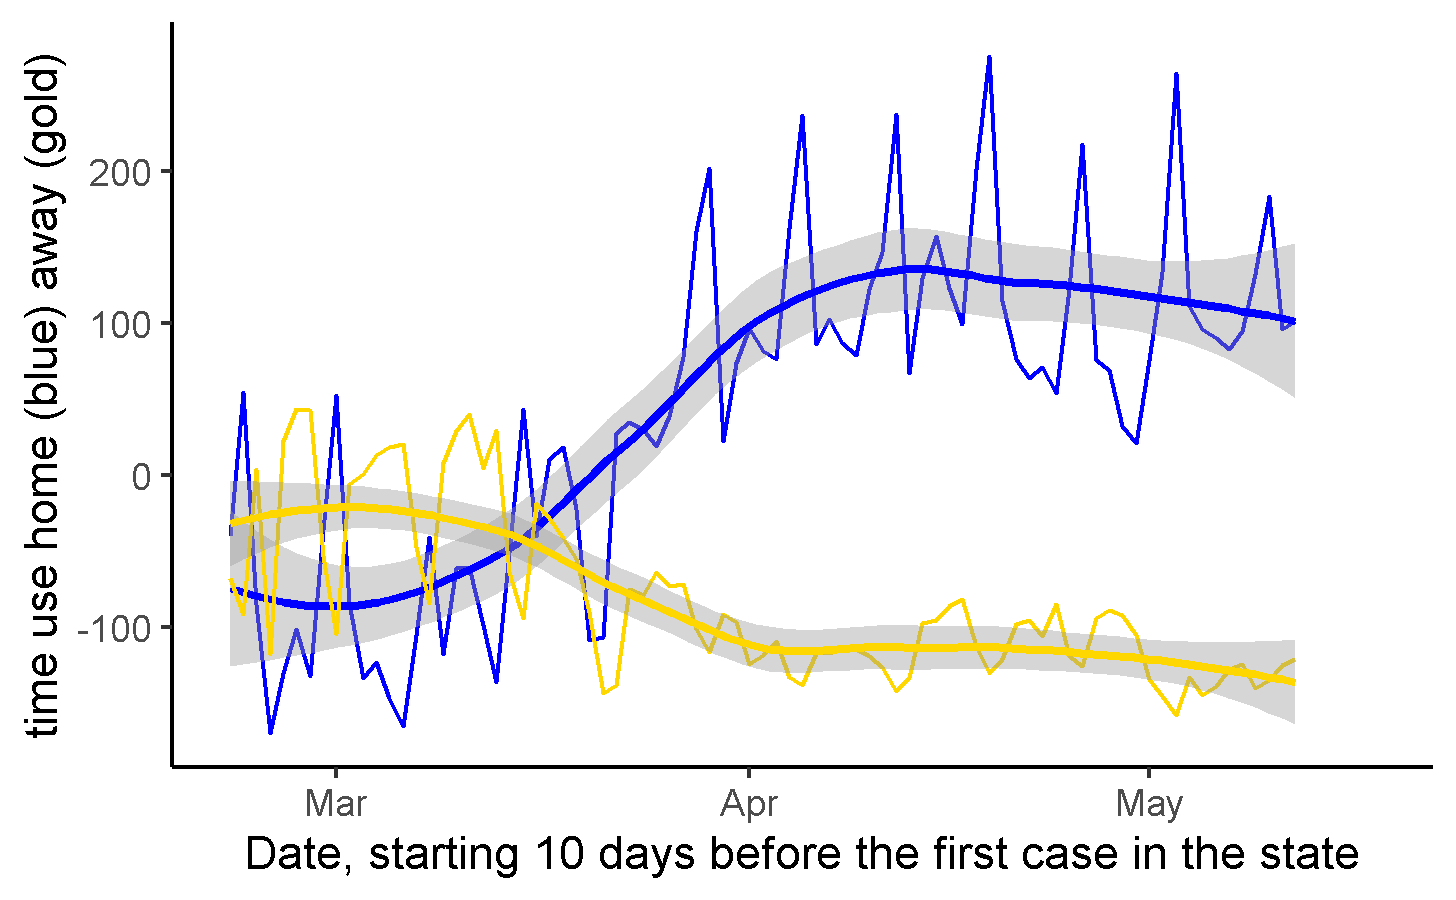 time use home (blue) away (gold)
200
100
0
-100
Mar Apr May
Date, starting 10 days before the first case in the state